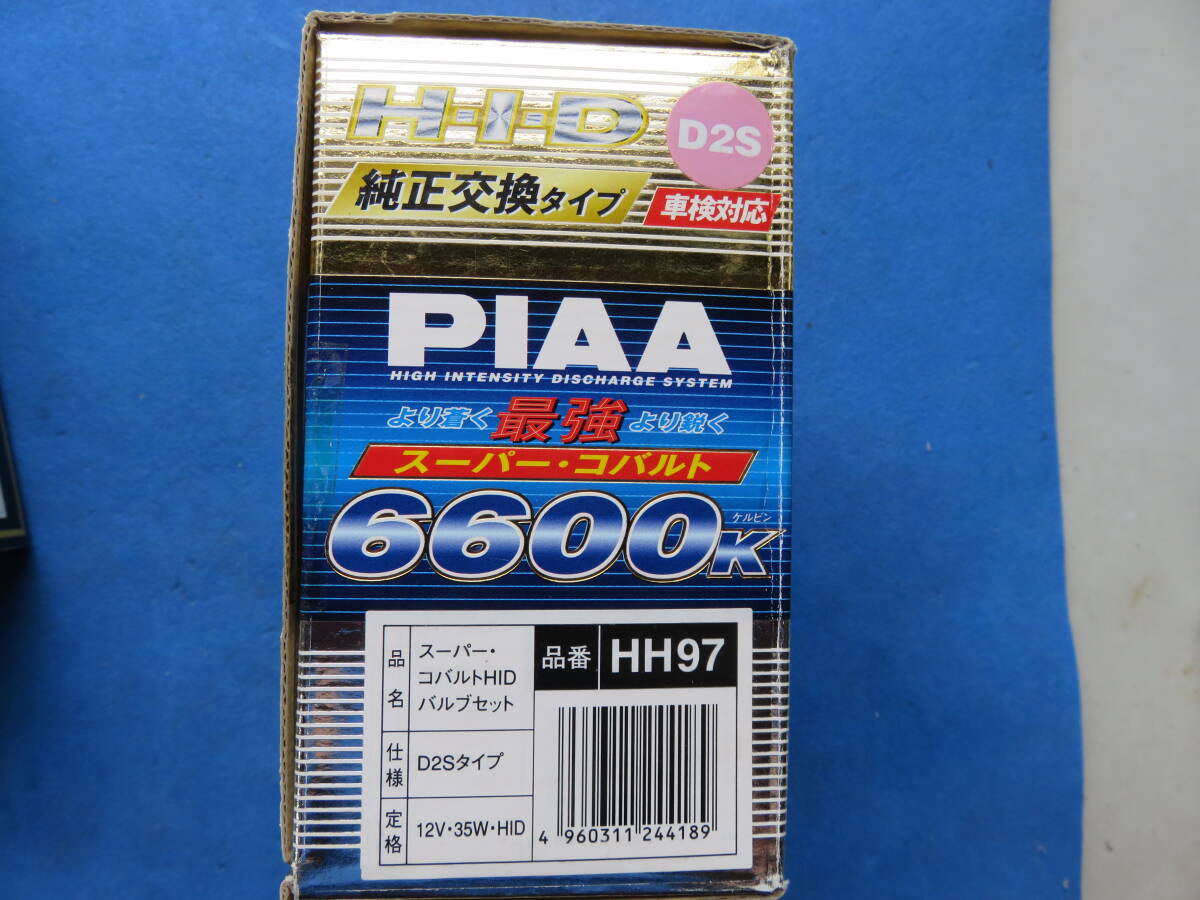 H・I・D
D2S
純正交換タイプ
車検対応
PIAA
HIGH INTENSITY DISCHARGE SYSTEM
より蒼く 最強 より鋭く
スーパー・コバルト
6600K
ケルビン
品名
スーパー・
コバルトHID
バルブセット
品番 HH97
仕様
D2Sタイプ
定格
12V・35W・HID
4 960311 244189